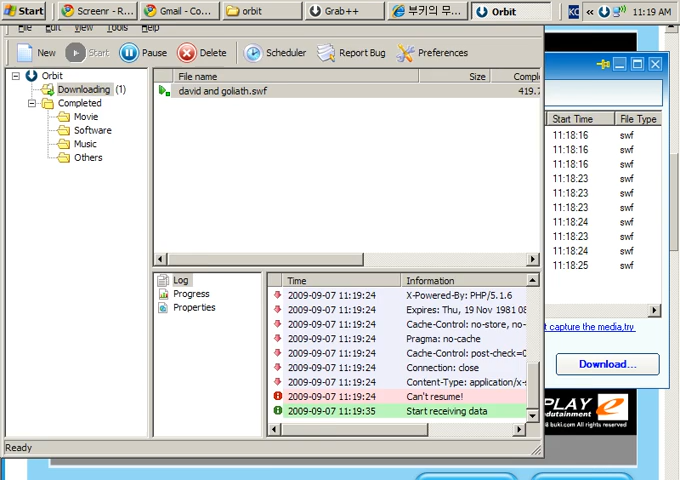 Start
Screenr - R...
Gmail - Co...
orbit
Grab++
부키의 무...
Orbit
«
11:19 AM
File Edit View Tools Help
New
Start
Pause
Delete
Scheduler
Report Bug
Preferences
Orbit
Downloading (1)
Completed
Movie
Software
Music
Others
File name Size Comple
david and goliath.swf 419.7
Log
Progress
Properties
Time Information
2009-09-07 11:19:24 X-Powered-By: PHP/5.1.6
2009-09-07 11:19:24 Expires: Thu, 19 Nov 1981 08
2009-09-07 11:19:24 Cache-Control: no-store, no-
2009-09-07 11:19:24 Pragma: no-cache
2009-09-07 11:19:24 Cache-Control: post-check=0
2009-09-07 11:19:24 Connection: close
2009-09-07 11:19:24 Content-Type: application/x-s
2009-09-07 11:19:24 Can't resume!
2009-09-07 11:19:35 Start receiving data
Ready
Start Time File Type
11:18:16 swf
11:18:16 swf
11:18:16 swf
11:18:23 swf
11:18:23 swf
11:18:23 swf
11:18:24 swf
11:18:23 swf
11:18:24 swf
11:18:25 swf
t capture the media,try
Download...
PLAY
dutainment
buki.com All rights reserved